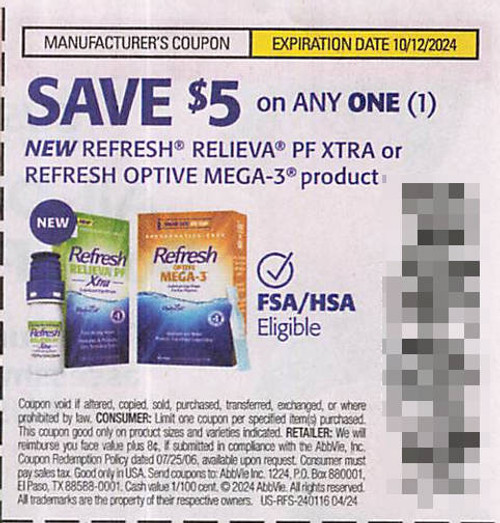 MANUFACTURER'S COUPON EXPIRATION DATE 10/12/2024
SAVE $5 on ANY ONE (1)
NEW REFRESH® RELIEVA® PF XTRA or
REFRESH OPTIVE MEGA-3® product
NEW
Refresh
RELIEVA PF
Xtra
Refresh
OPTIVE
MEGA-3
Refresh
FSA/HSA
Eligible
Coupon void if altered, copied, sold, purchased, transferred, exchanged, or where
prohibited by law. CONSUMER: Limit one coupon per specified item(s) purchased.
This coupon good only on product sizes and varieties indicated. RETAILER: We will
reimburse you face value plus 8¢, if submitted in compliance with the AbbVie, Inc.
Coupon Redemption Policy dated 07/25/06, available upon request. Consumer must
pay sales tax. Good only in USA. Send coupons to: AbbVie Inc. 1224, P.O. Box 880001,
El Paso, TX 88588-0001. Cash value 1/100 cent. © 2024 AbbVie. All rights reserved.
All trademarks are the property of their respective owners. US-RFS-240116 04/24